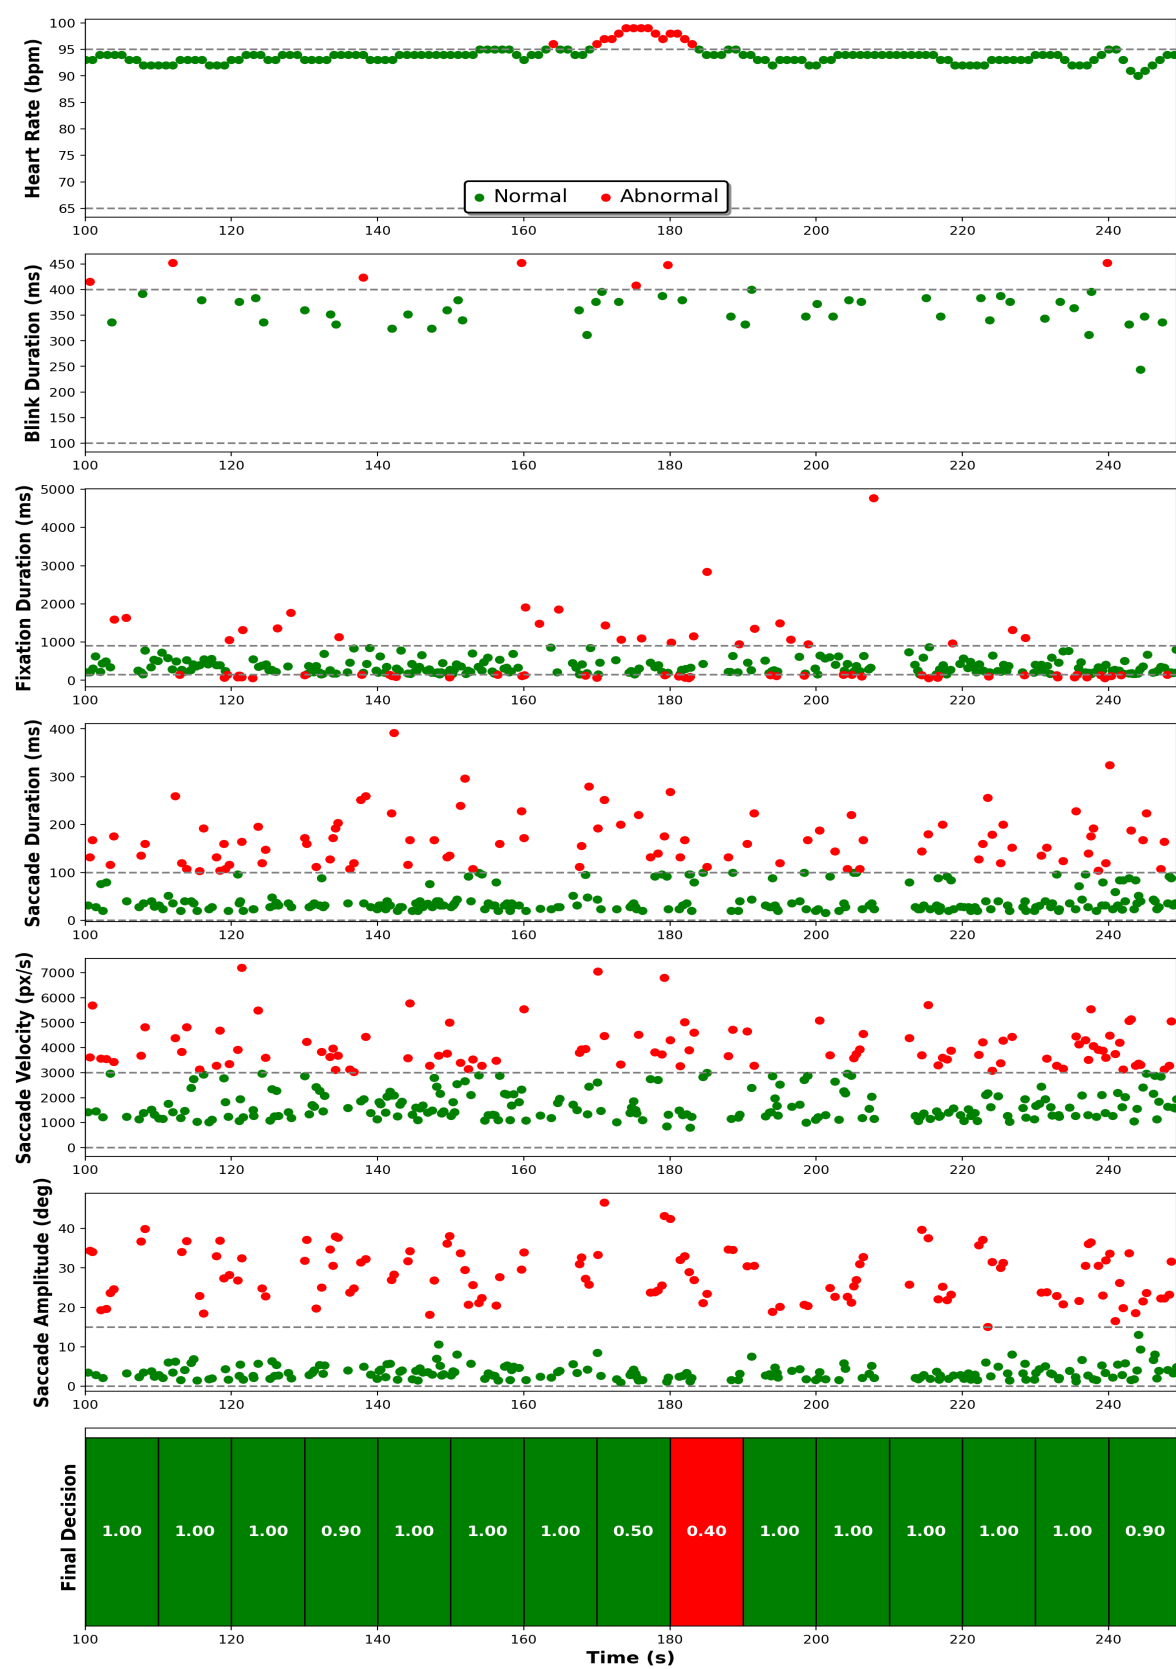 Heart Rate (bpm)
100
95
90
85
80
75
70
65
Normal
Abnormal
100 120 140 160 180 200 220 240
Blink Duration (ms)
450
400
350
300
250
200
150
100
100 120 140 160 180 200 220 240
Fixation Duration (ms)
5000
4000
3000
2000
1000
0
100 120 140 160 180 200 220 240
Saccade Duration (ms)
400
300
200
100
0
100 120 140 160 180 200 220 240
Saccade Velocity (px/s)
7000
6000
5000
4000
3000
2000
1000
0
100 120 140 160 180 200 220 240
Saccade Amplitude (deg)
40
30
20
10
0
100 120 140 160 180 200 220 240
Final Decision
1.00 1.00 1.00 0.90 1.00 1.00 1.00 0.50 0.40 1.00 1.00 1.00 1.00 1.00 0.90
100 120 140 160 180 200 220 240
Time (s)